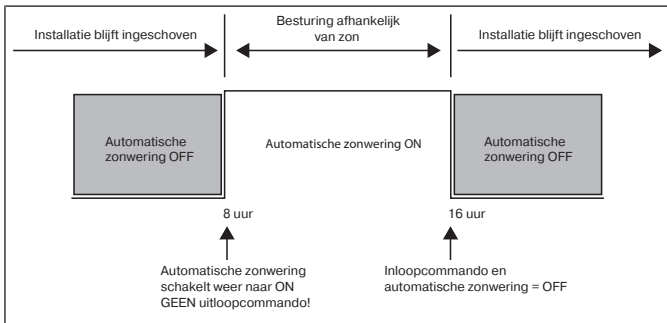 Installatie blijft ingeschoven
Besturing afhankelijk
van zon
Installatie blijft ingeschoven
Automatische
zonwering OFF
Automatische zonwering ON
Automatische
zonwering OFF
8 uur
16 uur
Automatische zonwering
schakelt weer naar ON
GEEN uitloopcommando!
Inloopcommando en
automatische zonwering = OFF